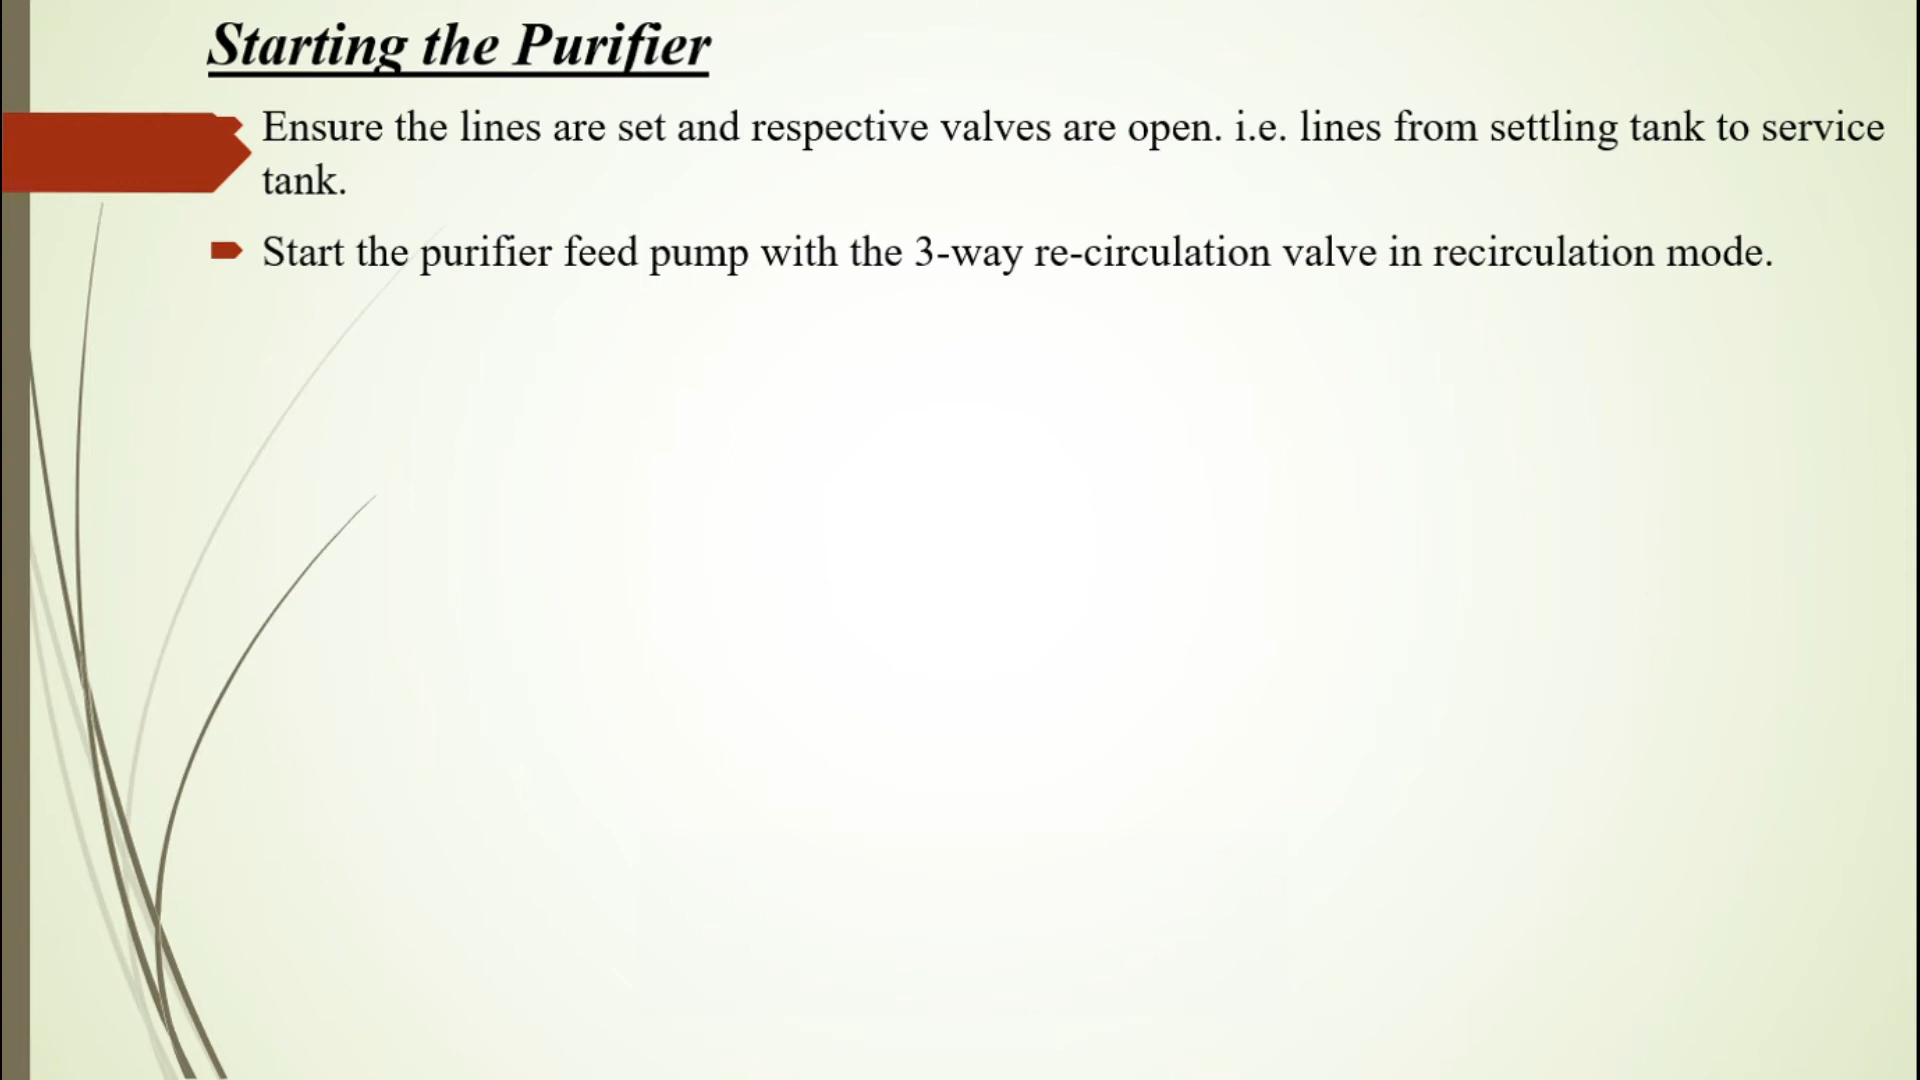 Starting the Purifier
Ensure the lines are set and respective valves are open. i.e. lines from settling tank to service
tank.
Start the purifier feed pump with the 3-way re-circulation valve in recirculation mode.